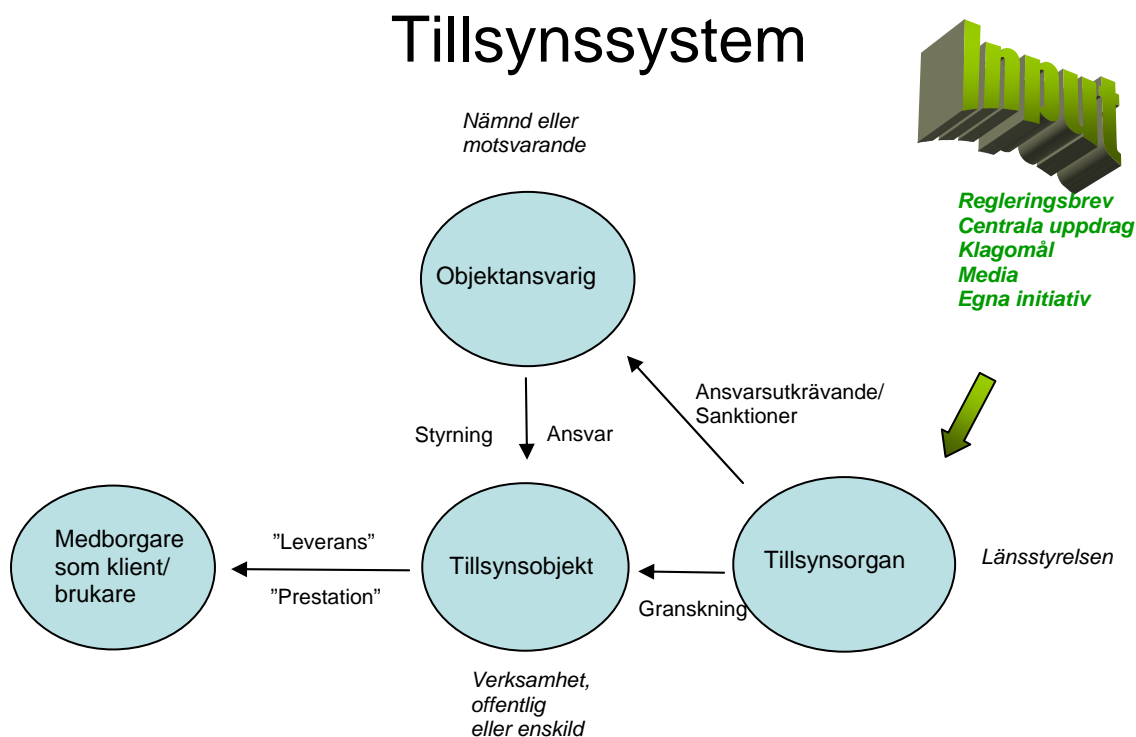 Tillsynssystem
Input
Nämnd eller
motsvarande
Regleringsbrev
Centrala uppdrag
Klagomål
Media
Egna initiativ
Objektansvarig
Ansvarsutkrävande/
Sanktioner
Styrning
Ansvar
Medborgare
som klient/
brukare
”Leverans”
”Prestation”
Tillsynsobjekt
Granskning
Tillsynsorgan
Länsstyrelsen
Verksamhet,
offentlig
eller enskild